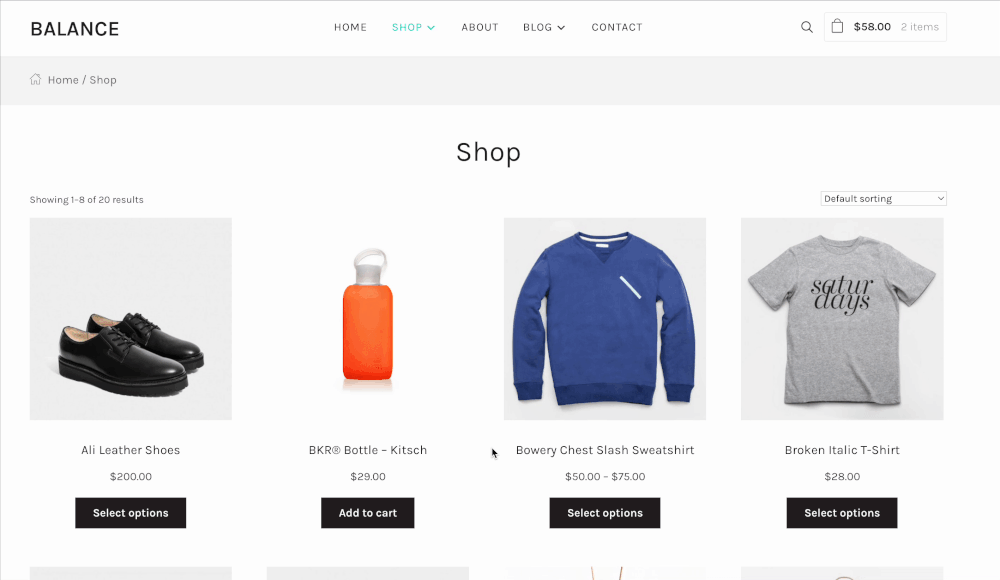 BALANCE
HOME SHOP ABOUT BLOG CONTACT
$58.00 2 items
Home / Shop
Shop
Showing 1–8 of 20 results
Default sorting
satur
days
Ali Leather Shoes
BKR® Bottle – Kitsch
Bowery Chest Slash Sweatshirt
Broken Italic T-Shirt
$200.00
$29.00
$50.00 – $75.00
$28.00
Select options
Add to cart
Select options
Select options